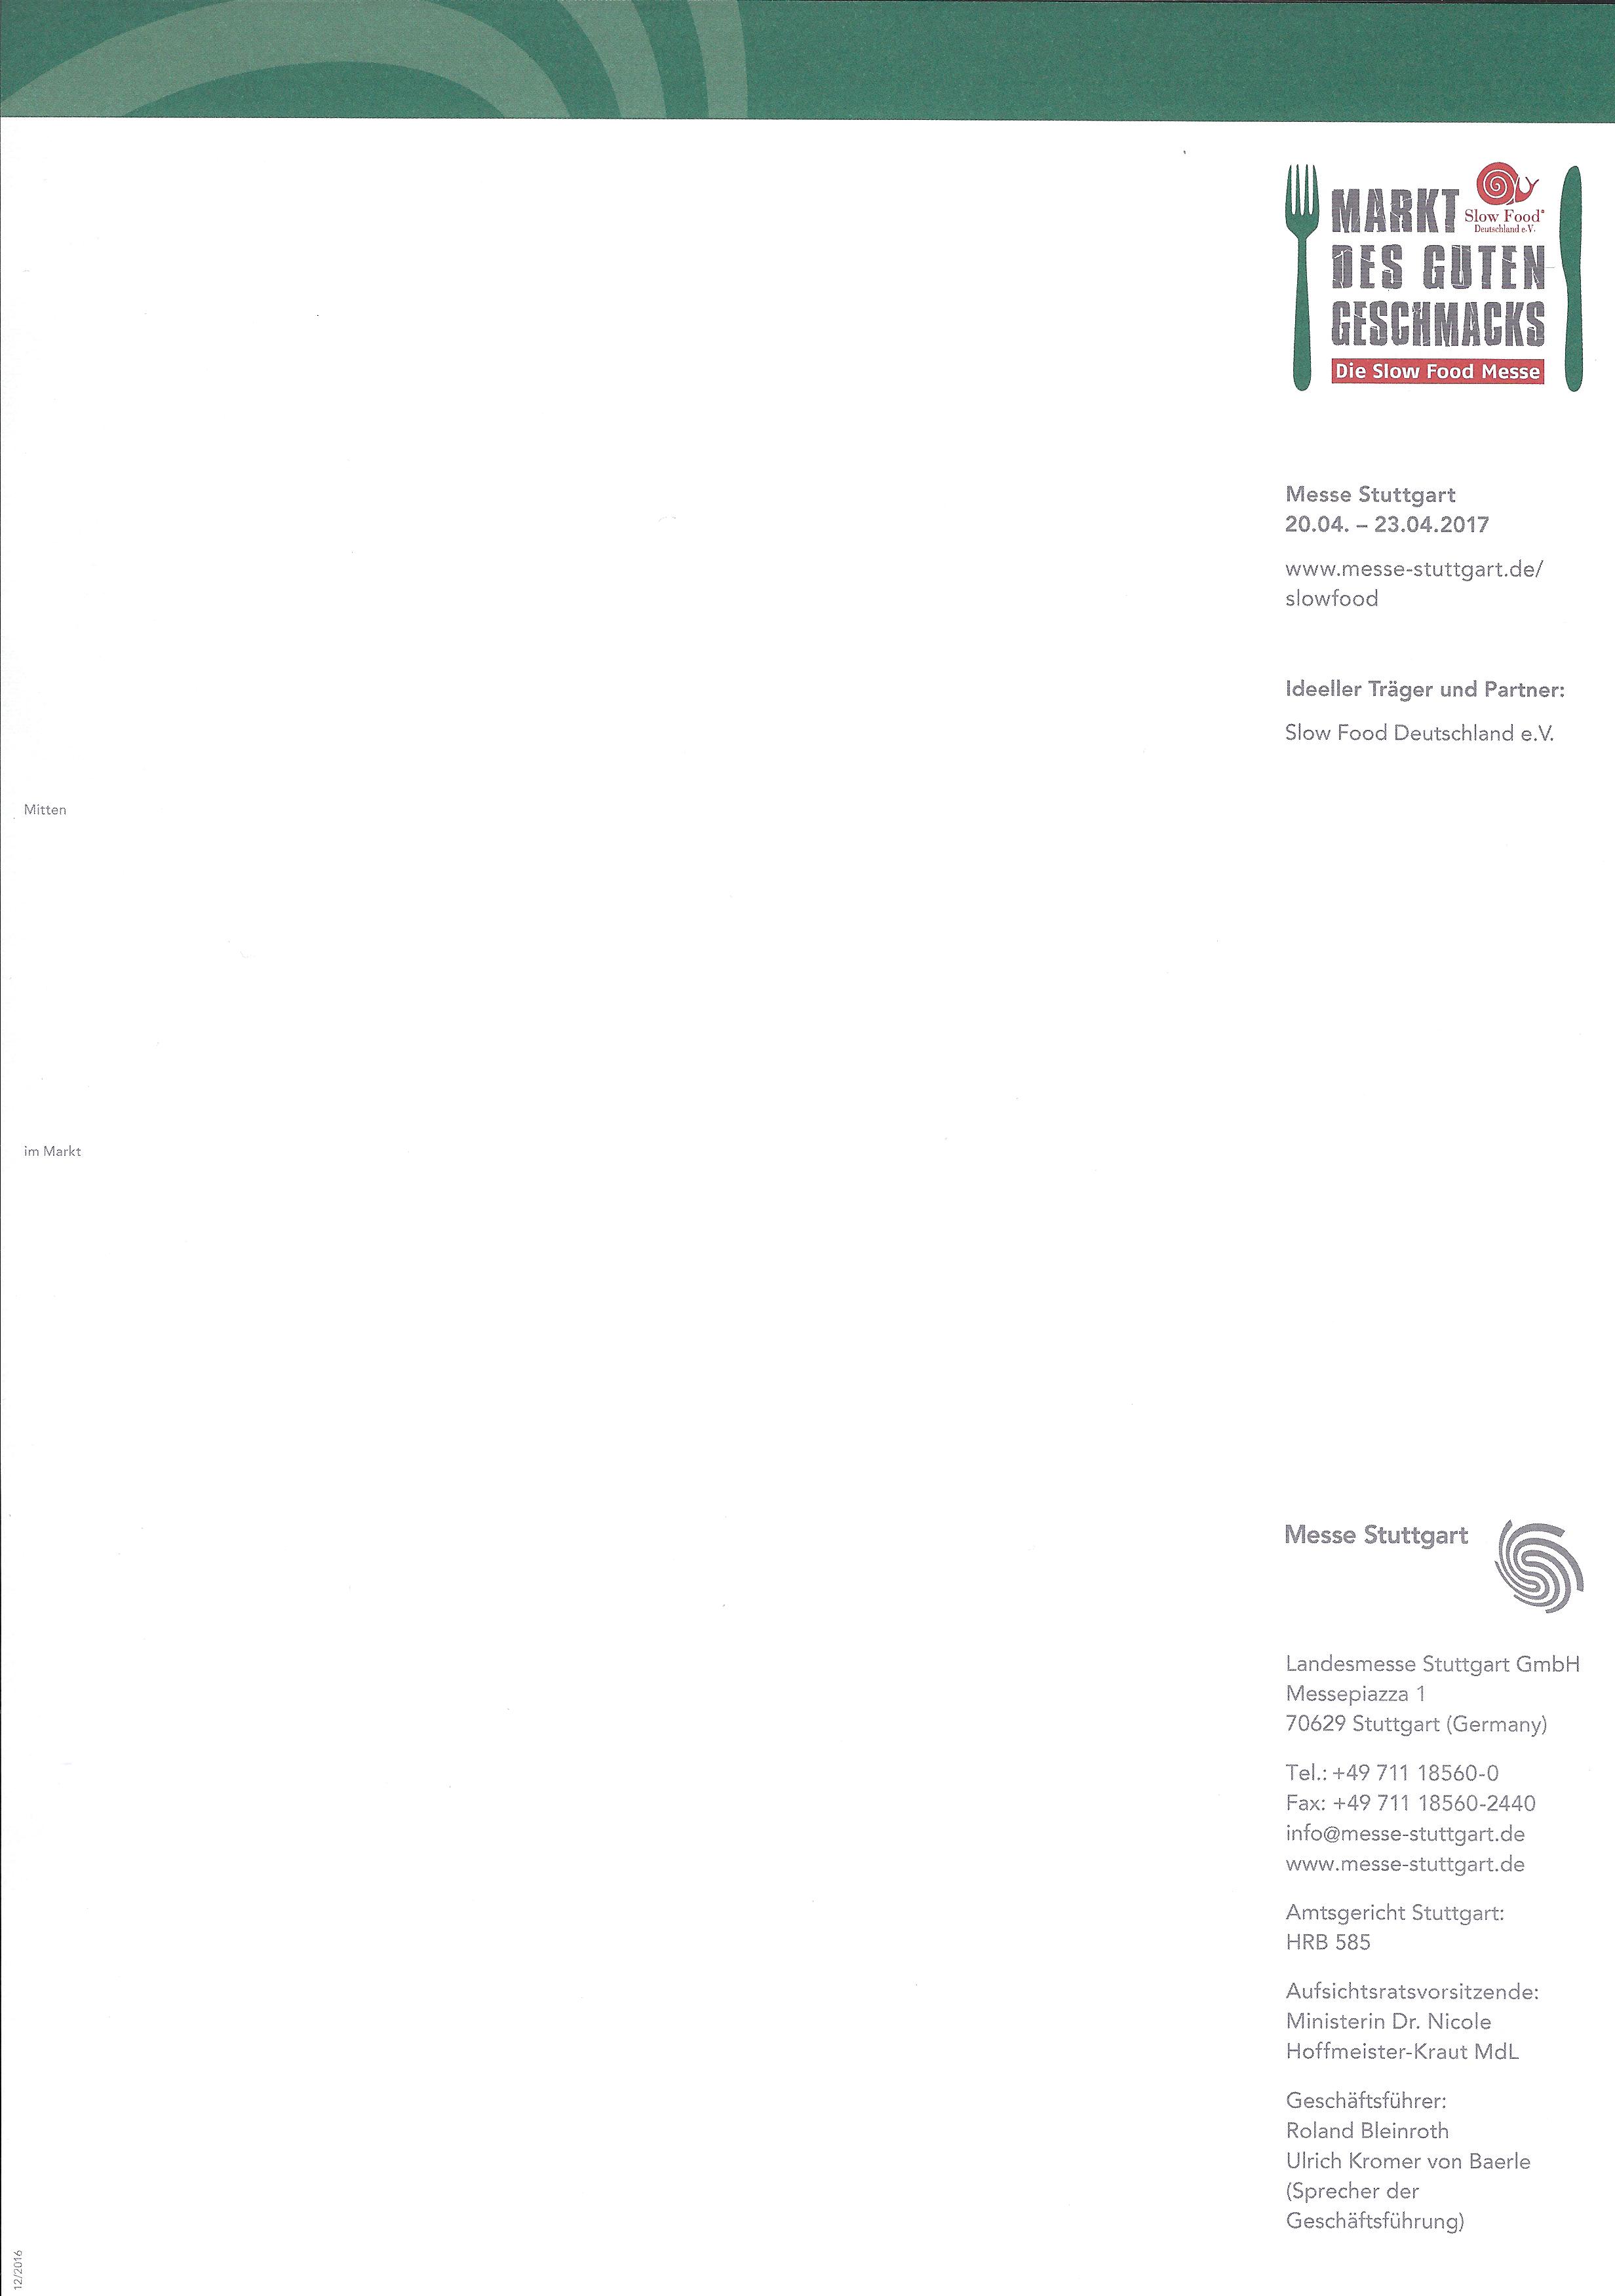 MARKT
Slow Food®
Deutschland e.V.
DES GUTEN
GESCHMACKS
Die Slow Food Messe
Messe Stuttgart
20.04. – 23.04.2017
www.messe-stuttgart.de/
slowfood
Ideeller Träger und Partner:
Slow Food Deutschland e.V.
Mitten
im Markt
Messe Stuttgart
Landesmesse Stuttgart GmbH
Messepiazza 1
70629 Stuttgart (Germany)
Tel.: +49 711 18560-0
Fax: +49 711 18560-2440
info@messe-stuttgart.de
www.messe-stuttgart.de
Amtsgericht Stuttgart:
HRB 585
Aufsichtsratsvorsitzende:
Ministerin Dr. Nicole
Hoffmeister-Kraut MdL
Geschäftsführer:
Roland Bleinroth
Ulrich Kromer von Baerle
(Sprecher der
Geschäftsführung)
12/2016